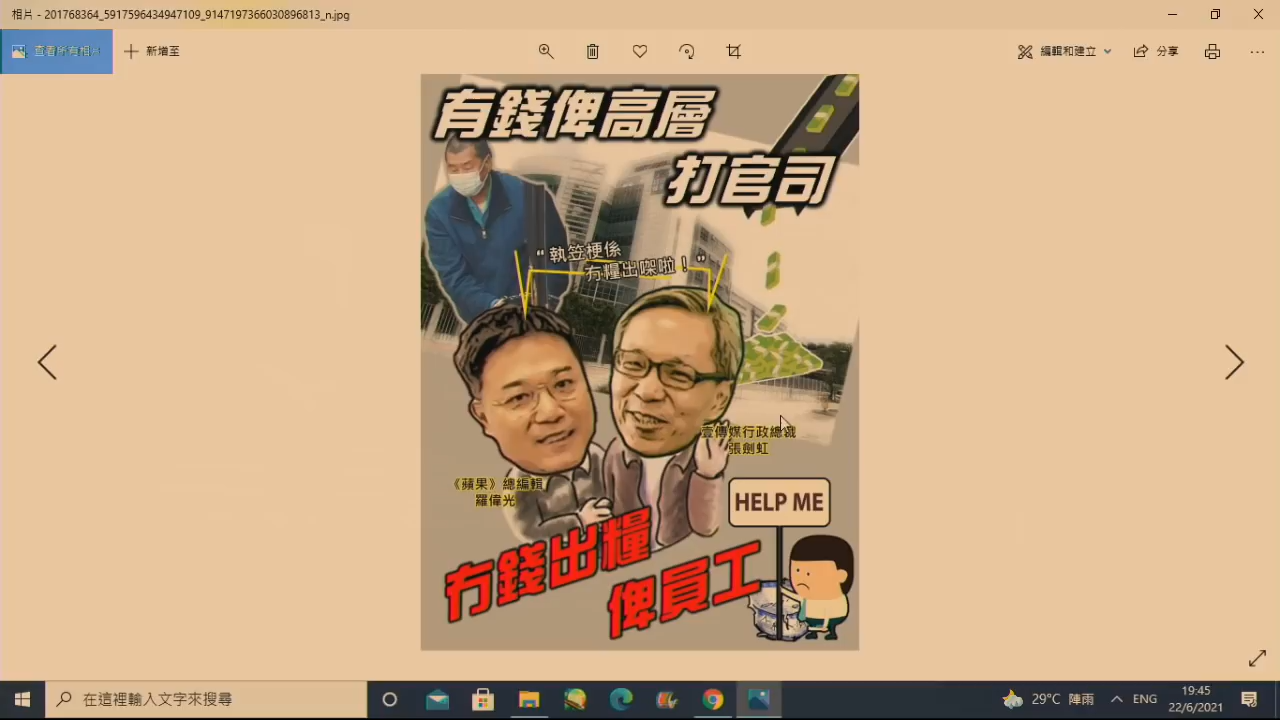 相片 - 201768364_5917596434947109_9147197366030896813_n.jpg
查看所有相片
新增至
編輯和建立
分享
有錢俾高層
打官司
“執笠梗係
冇糧出㗎啦！”
壹傳媒行政總裁
張劍虹
《蘋果》總編輯
羅偉光
HELP ME
冇錢出糧
俾員工
在這裡輸入文字來搜尋
29°C 陣雨
ENG
19:45
22/6/2021